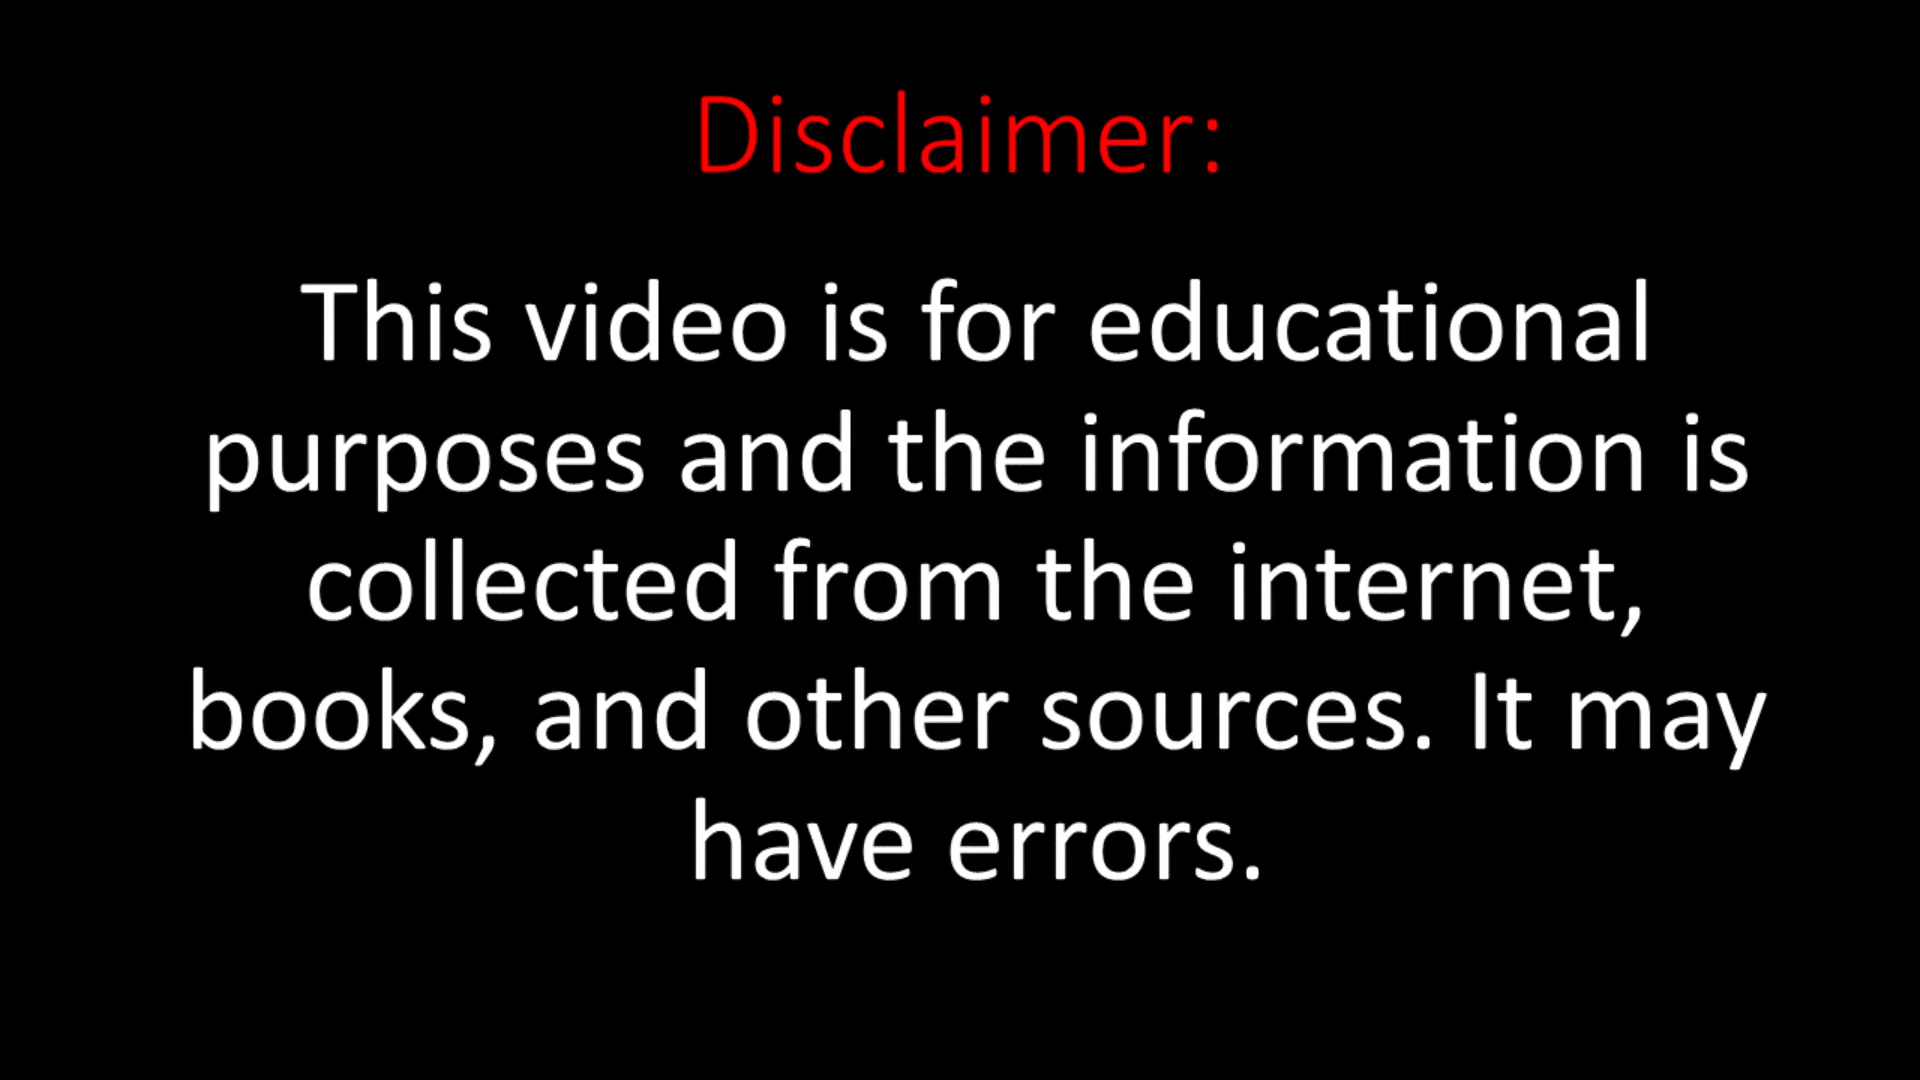 Disclaimer:
This video is for educational
purposes and the information is
collected from the internet,
books, and other sources. It may
have errors.